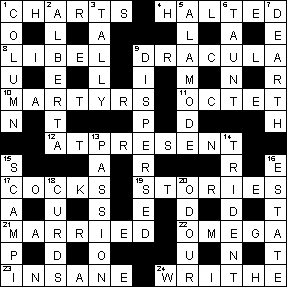 1 C H 2 A R 3 T S 4 H 5 A L 6 T E 7 D
O L A L A E
8 L I B E L 9 D R A C U L A
U E L I M N R
10 M A R T Y R S 11 O C T E T
N T P D H
12 A T 13 P R E S E N 14 T
15 S A R R 16 E
17 C O 18 C K S 19 S T 20 O R I E S
A U S E D D T
21 M A R R I E D 22 O M E G A
P D O U N T
23 I N S A N E 24 W R I T H E